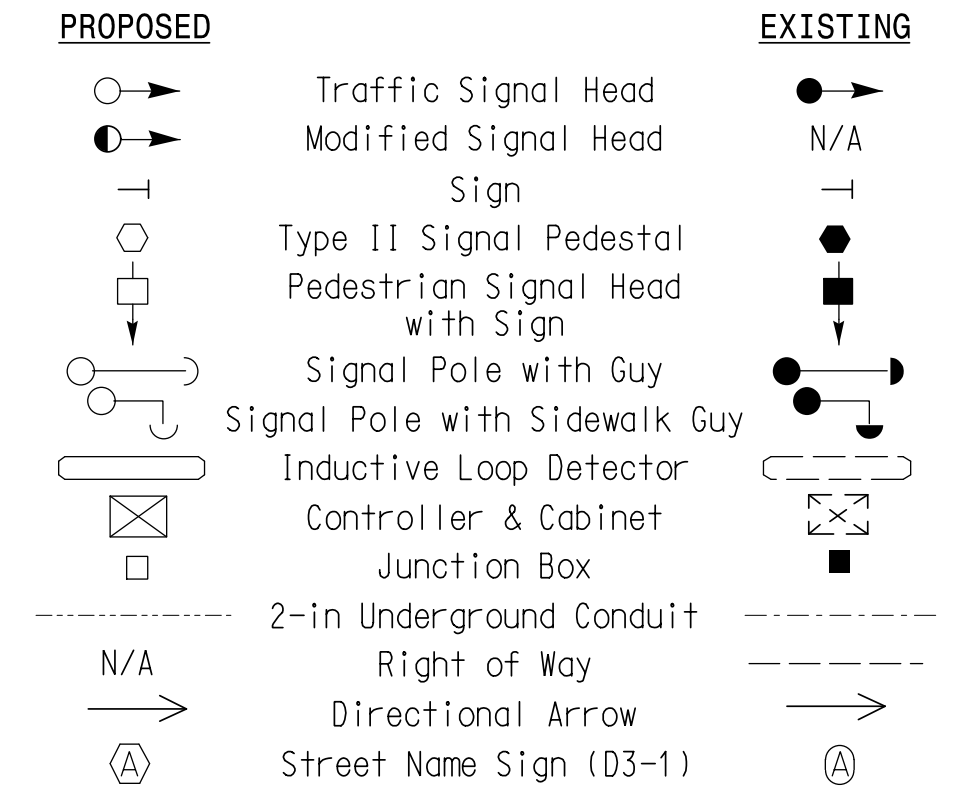 PROPOSED EXISTING
Traffic Signal Head
Modified Signal Head N/A
Sign
Type II Signal Pedestal
Pedestrian Signal Head
with Sign
Signal Pole with Guy
Signal Pole with Sidewalk Guy
Inductive Loop Detector
Controller & Cabinet
Junction Box
2-in Underground Conduit
N/A Right of Way
Directional Arrow
A Street Name Sign (D3-1) A